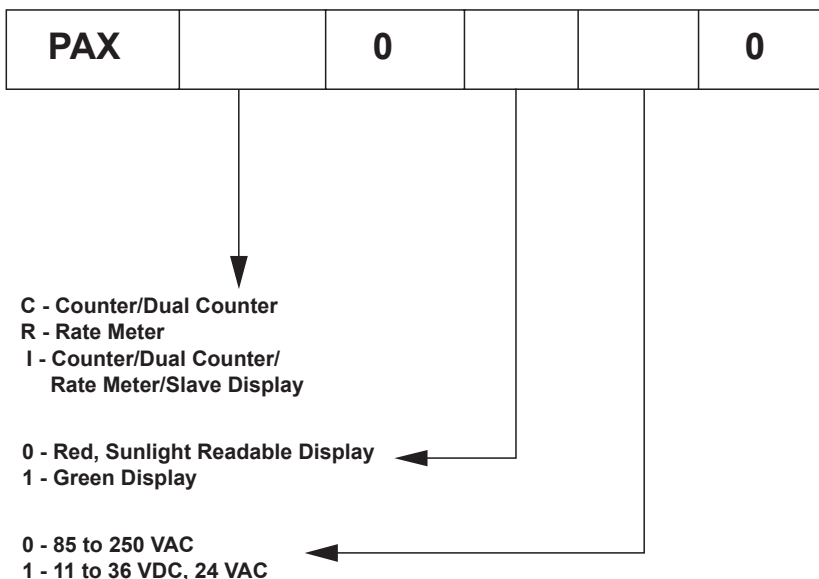 PAX 0 0
C - Counter/Dual Counter
R - Rate Meter
I - Counter/Dual Counter/
Rate Meter/Slave Display
0 - Red, Sunlight Readable Display
1 - Green Display
0 - 85 to 250 VAC
1 - 11 to 36 VDC, 24 VAC